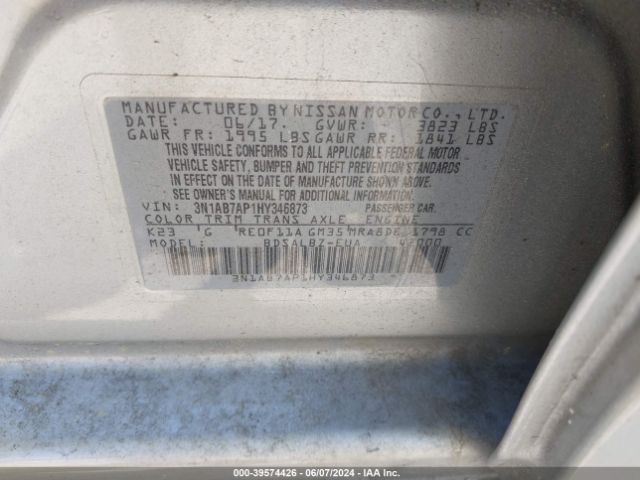 MANUFACTURED BY NISSAN MOTOR CO., LTD.
DATE: 06/17. GVWR: 3823 LBS
GAWR FR: 1995 LBS GAWR RR: 1841 LBS
THIS VEHICLE CONFORMS TO ALL APPLICABLE FEDERAL MOTOR
VEHICLE SAFETY, BUMPER AND THEFT PREVENTION STANDARDS
IN EFFECT ON THE DATE OF MANUFACTURE SHOWN ABOVE.
SEE OWNER'S MANUAL FOR ADDITIONAL INFORMATION
VIN: 3N1AB7AP1HY346873 PASSENGER CAR.
COLOR TRIM TRANS AXLE ENGINE
K23 G RE0F11A GM35 MRA8DE 1798 CC
MODEL: BDSALBZ-EUA 42000
3N1AB7AP1HY346873
000-39574426 - 06/07/2024 - IAA Inc.